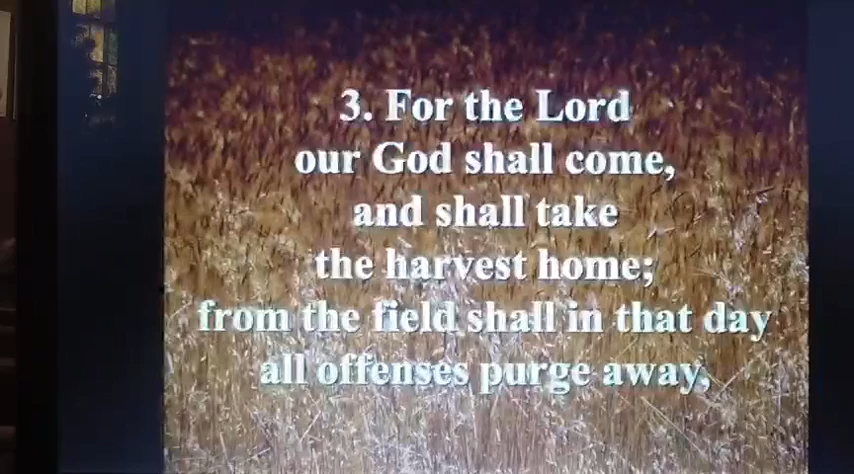 3. For the Lord
our God shall come,
and shall take
the harvest home;
from the field shall in that day
all offenses purge away,